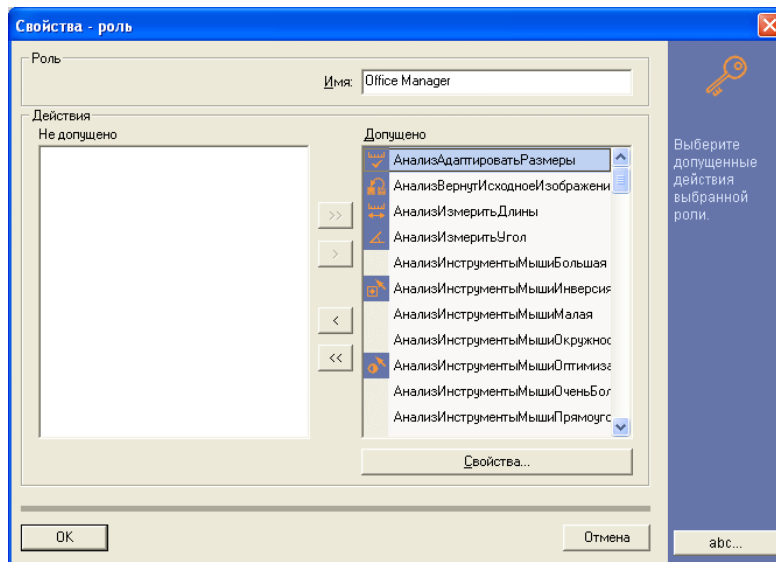 Свойства - роль
Роль
Имя:
Office Manager
Действия
Не допущено
Допущено
АнализАдаптироватьРазмеры
АнализВернутИсходноеИзображени
АнализИзмеритьДлины
АнализИзмеритьУгол
АнализИнструментыМышиБольшая
АнализИнструментыМышиИнверсия
АнализИнструментыМышиМалая
АнализИнструментыМышиОкружнос
АнализИнструментыМышиОптимиза
АнализИнструментыМышиОченьБол
АнализИнструментыМышиПрямоуго
>>
>
<
<<
Свойства...
OK
Отмена
Выберите
допущенные
действия
выбранной
роли.
abc...